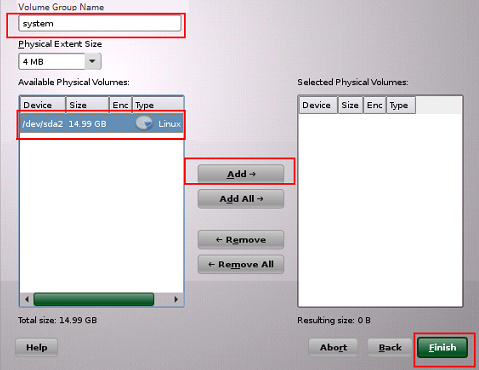 Volume Group Name
system
Physical Extent Size
4 MB
Available Physical Volumes:
Device Size Enc Type
/dev/sda2 14.99 GB Linux
Total size: 14.99 GB
Add →
Add All →
← Remove
← Remove All
Selected Physical Volumes:
Device Size Enc Type
Resulting size: 0 B
Help
Abort
Back
Finish